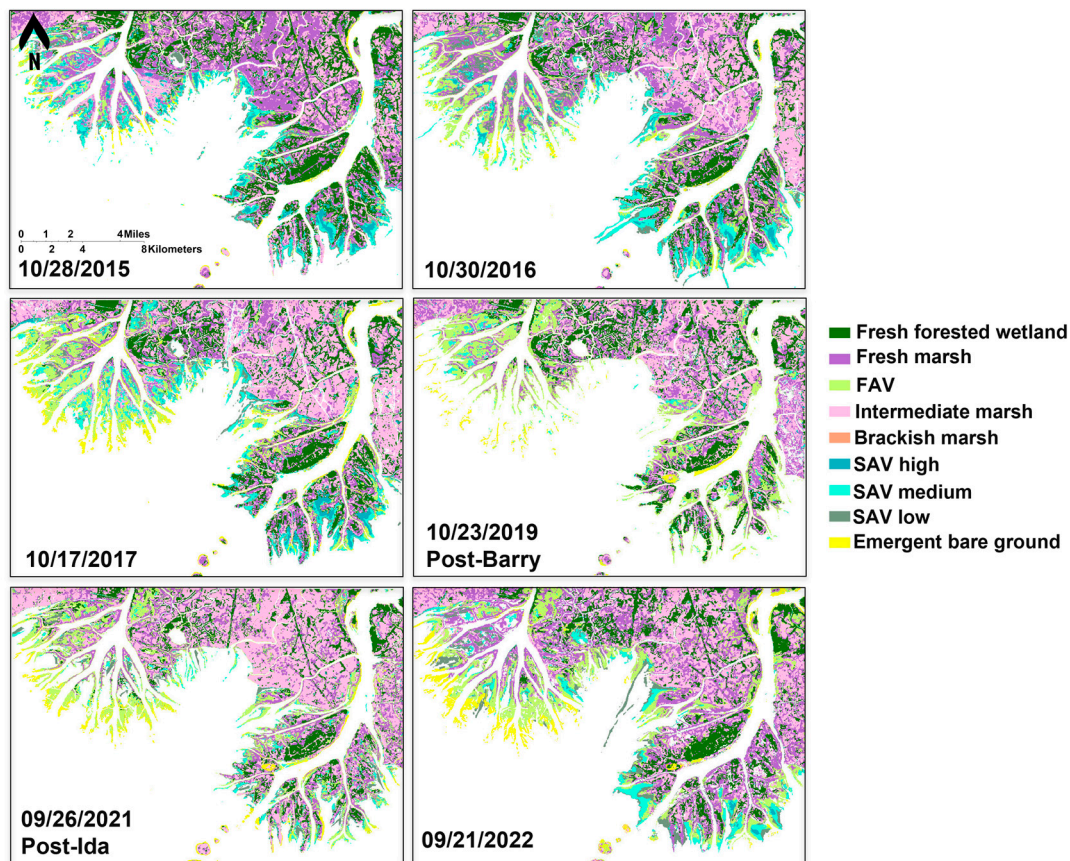 N
0 1 2 4 Miles
0 2 4 8 Kilometers
10/28/2015
10/30/2016
10/17/2017
10/23/2019
Post-Barry
09/26/2021
Post-Ida
09/21/2022
Fresh forested wetland
Fresh marsh
FAV
Intermediate marsh
Brackish marsh
SAV high
SAV medium
SAV low
Emergent bare ground